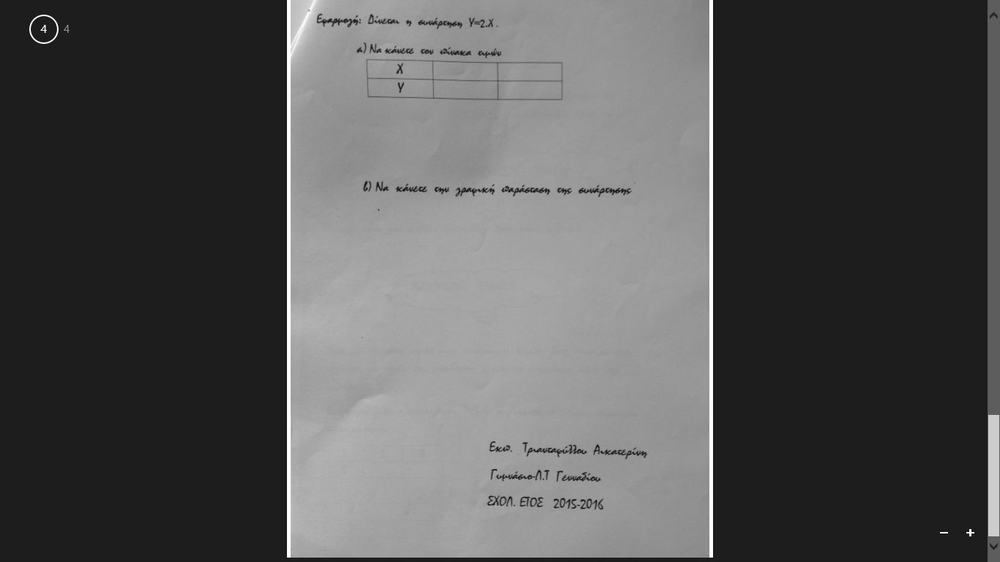 4 4
Εφαρμογή: Δίνεται η συνάρτηση Y=2.X.
α) Να κάνετε τον πίνακα τιμών
X
Y
β) Να κάνετε την γραφική παράσταση της συνάρτησης
Εκπ. Τριανταφύλλου Αικατερίνη
Γυμνάσιο-Λ.Τ Γενναδίου
ΣΧΟΛ. ΕΤΟΣ 2015-2016